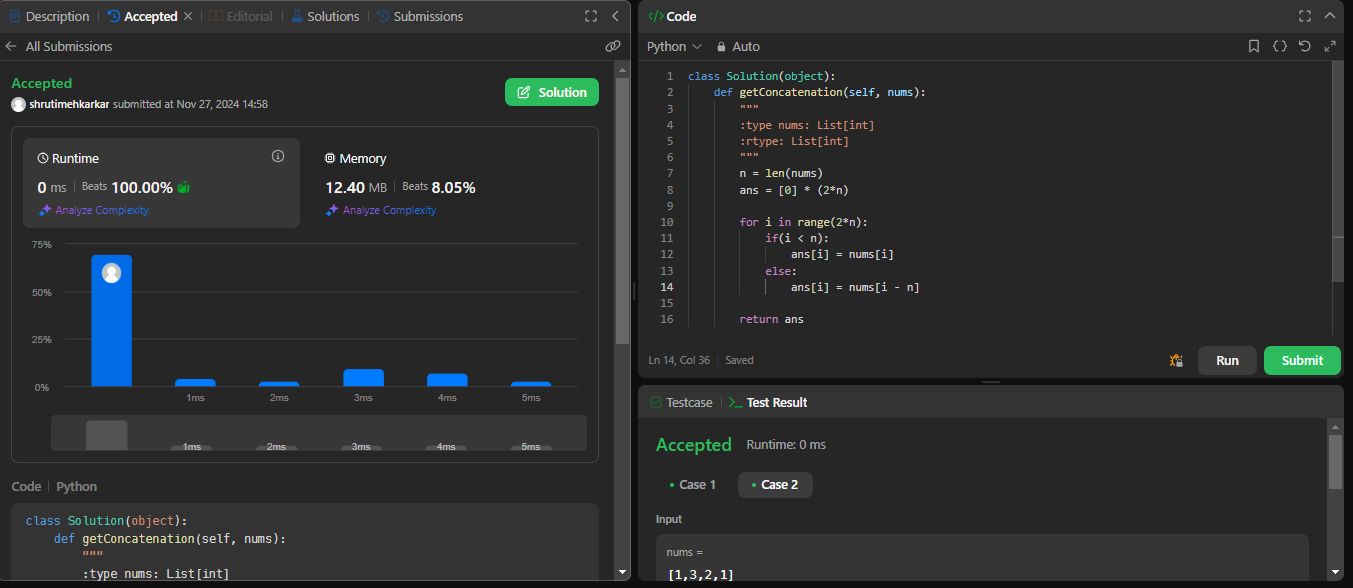 Description
Accepted
Editorial
Solutions
Submissions
All Submissions
Accepted
shrutimehkarkar submitted at Nov 27, 2024 14:58
Solution
Runtime
0 ms Beats 100.00%
Analyze Complexity
Memory
12.40 MB Beats 8.05%
Analyze Complexity
75%
50%
25%
0%
1ms 2ms 3ms 4ms 5ms
1ms 2ms 3ms 4ms 5ms
Code Python
class Solution(object):
    def getConcatenation(self, nums):
        """
        :type nums: List[int]
</> Code
Python Auto
1 class Solution(object):
2     def getConcatenation(self, nums):
3         """
4         :type nums: List[int]
5         :rtype: List[int]
6         """
7         n = len(nums)
8         ans = [0] * (2*n)
9
10         for i in range(2*n):
11             if(i < n):
12                 ans[i] = nums[i]
13             else:
14                 ans[i] = nums[i - n]
15
16         return ans
Ln 14, Col 36 Saved
Run
Submit
Testcase
>_ Test Result
Accepted Runtime: 0 ms
• Case 1 • Case 2
Input
nums =
[1,3,2,1]